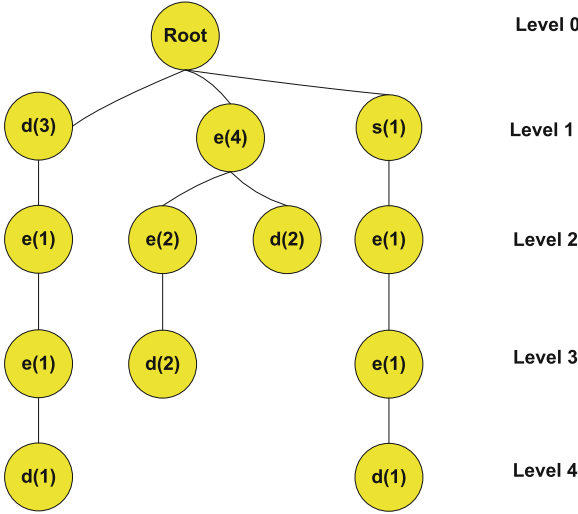 Root
Level 0
d(3)
e(4)
s(1)
Level 1
e(1)
e(2)
d(2)
e(1)
Level 2
e(1)
d(2)
e(1)
Level 3
d(1)
d(1)
Level 4